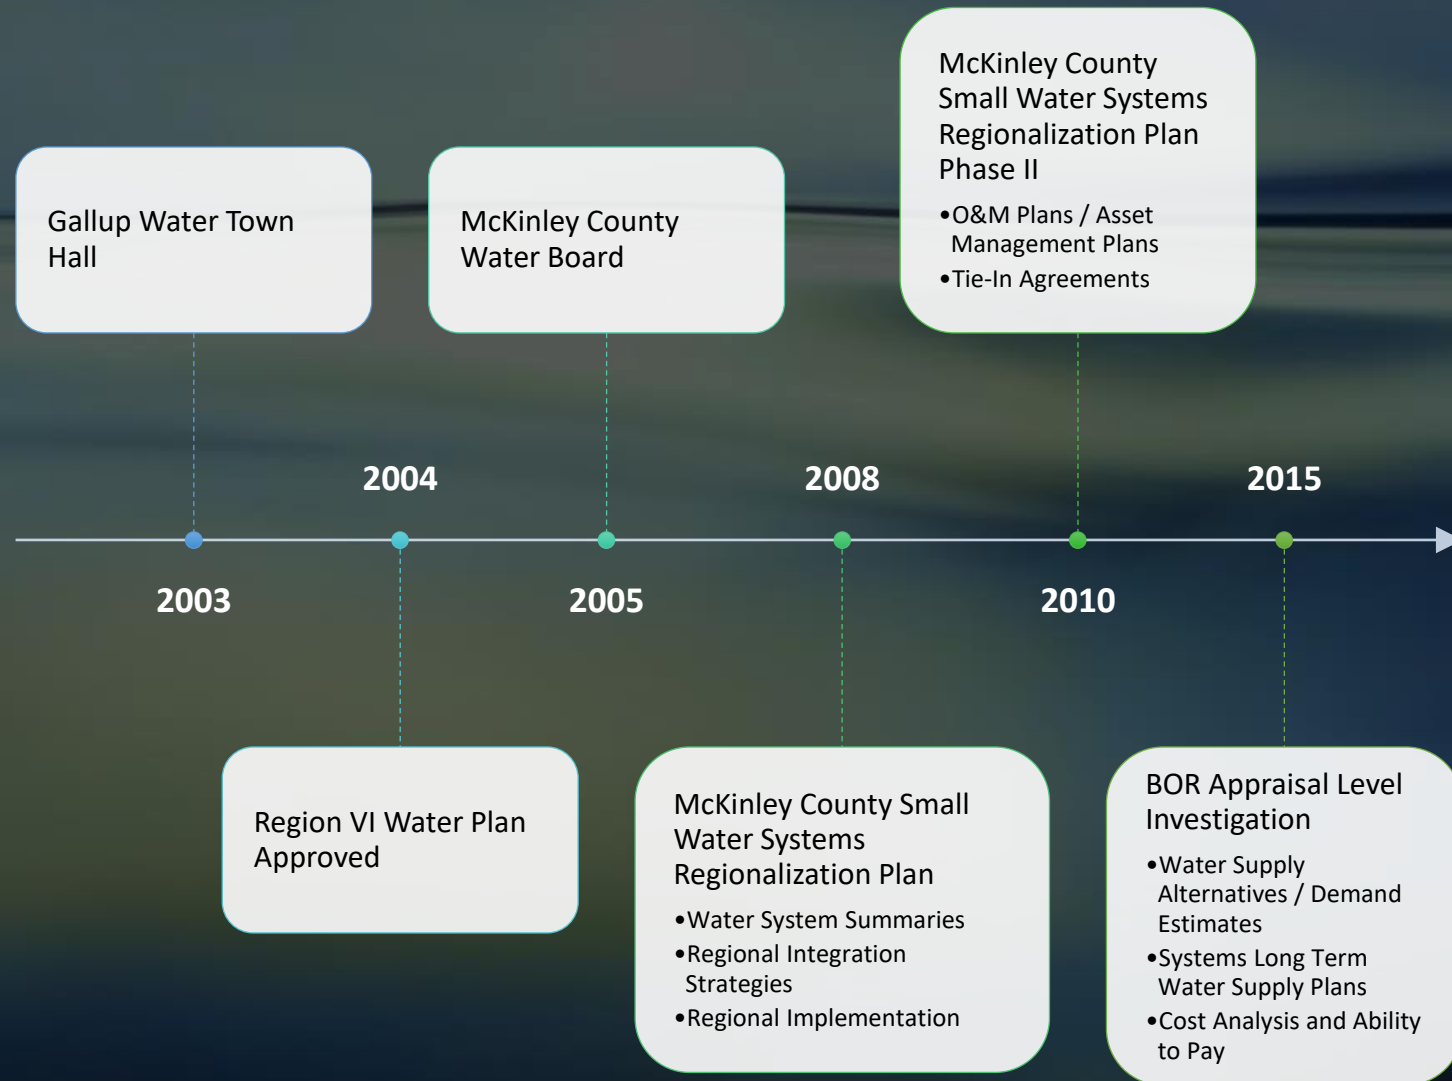 Gallup Water Town
Hall
McKinley County
Water Board
McKinley County
Small Water Systems
Regionalization Plan
Phase II
•O&M Plans / Asset
Management Plans
•Tie-In Agreements
2004
2008
2015
2003
2005
2010
Region VI Water Plan
Approved
McKinley County Small
Water Systems
Regionalization Plan
•Water System Summaries
•Regional Integration
Strategies
•Regional Implementation
BOR Appraisal Level
Investigation
•Water Supply
Alternatives / Demand
Estimates
•Systems Long Term
Water Supply Plans
•Cost Analysis and Ability
to Pay